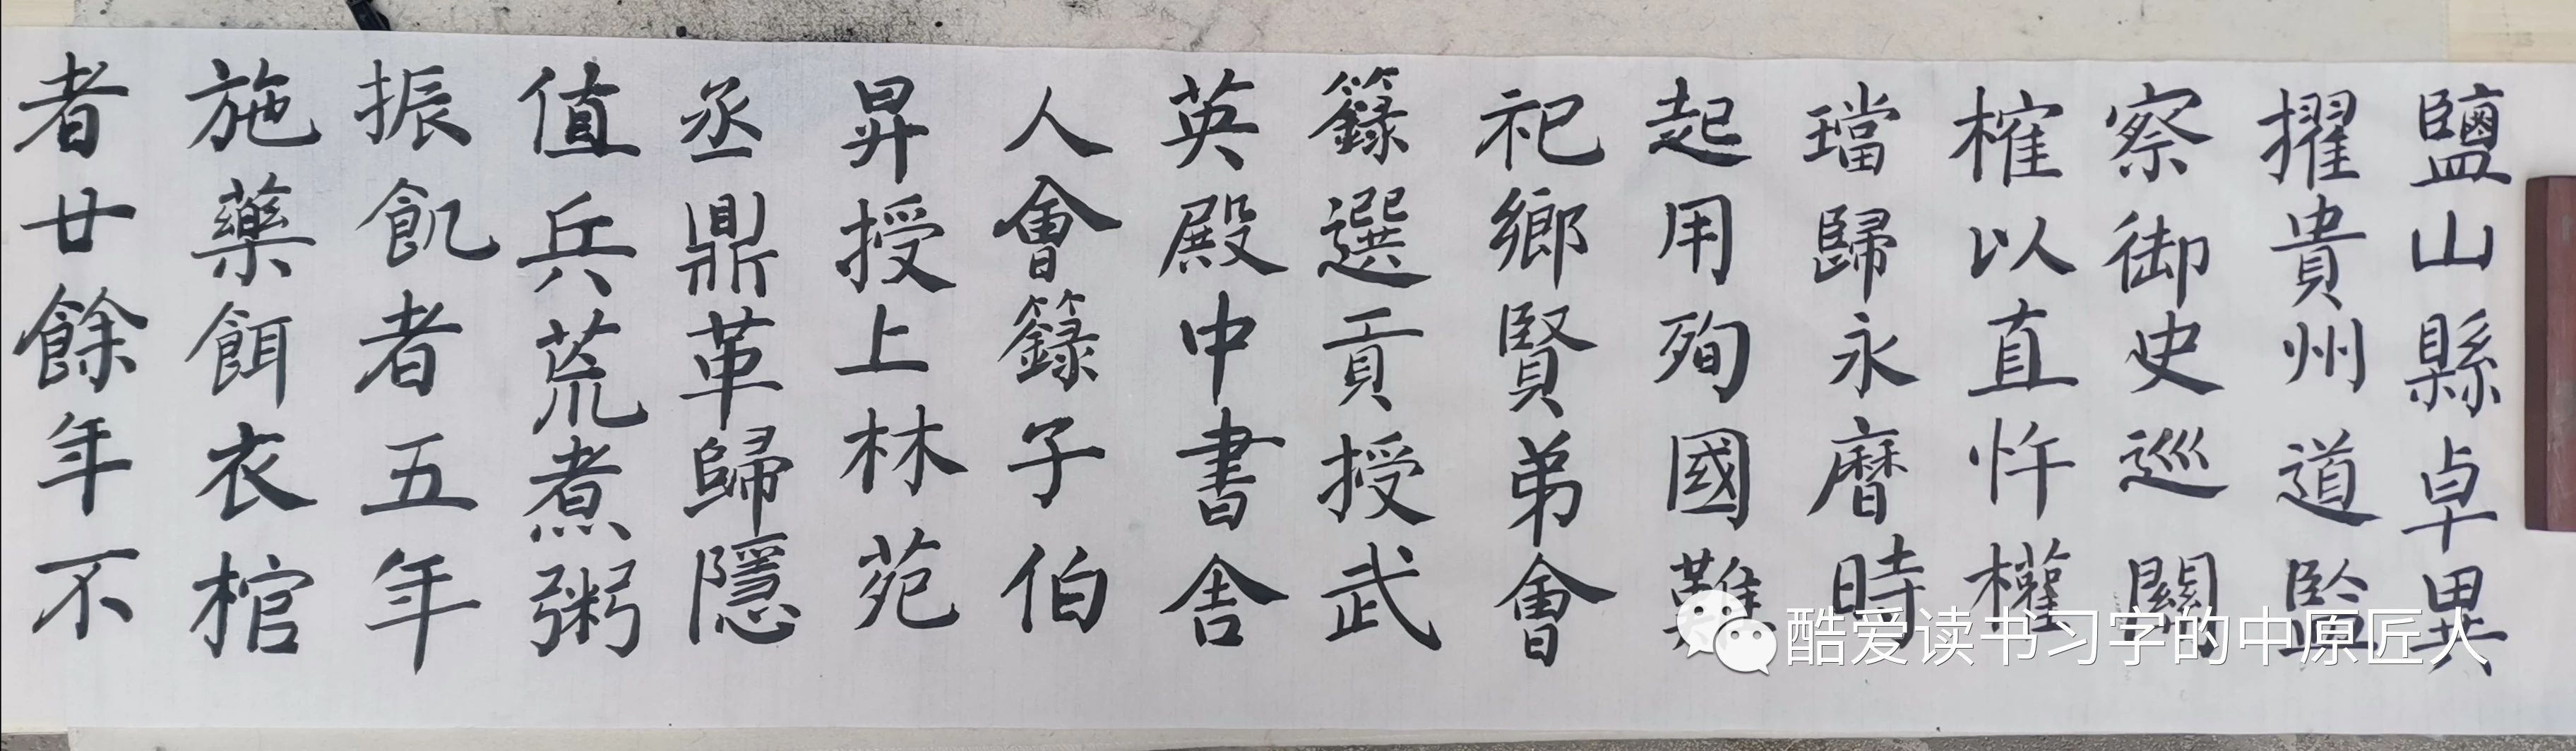 鹽山縣卓異
擢貴州道監
察御史巡關
榷以直忤權
璫歸永曆時
起用殉國難
祀鄉賢弟會
籙選貢授武
英殿中書舍
人會籙子伯
昇授上林苑
丞鼎革歸隱
值兵荒煮粥
振飢者五年
施藥餌衣棺
者廿餘年不
酷爱读书习字的中原匠人